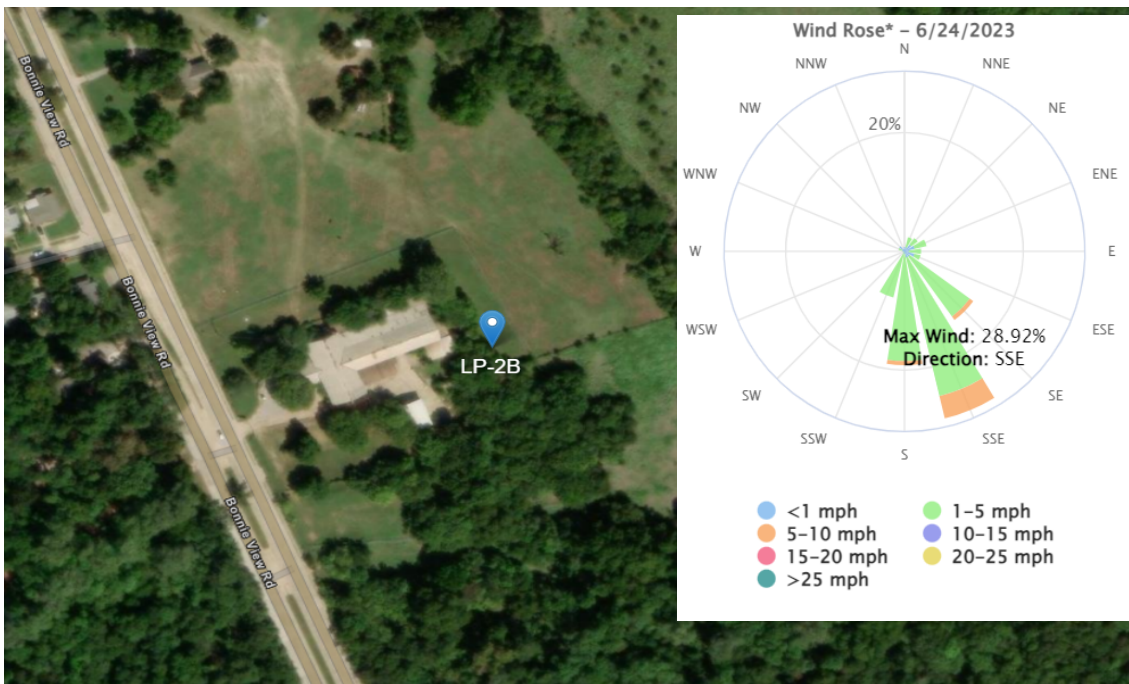 Bonnie View Rd
Bonnie View Rd
Bonnie View Rd
LP-2B
Wind Rose* – 6/24/2023
N
NNW
NNE
NW
NE
20%
WNW
ENE
W
E
WSW
ESE
Max Wind: 28.92%
Direction: SSE
SW
SE
SSW
SSE
S
<1 mph
1–5 mph
5–10 mph
10–15 mph
15–20 mph
20–25 mph
>25 mph